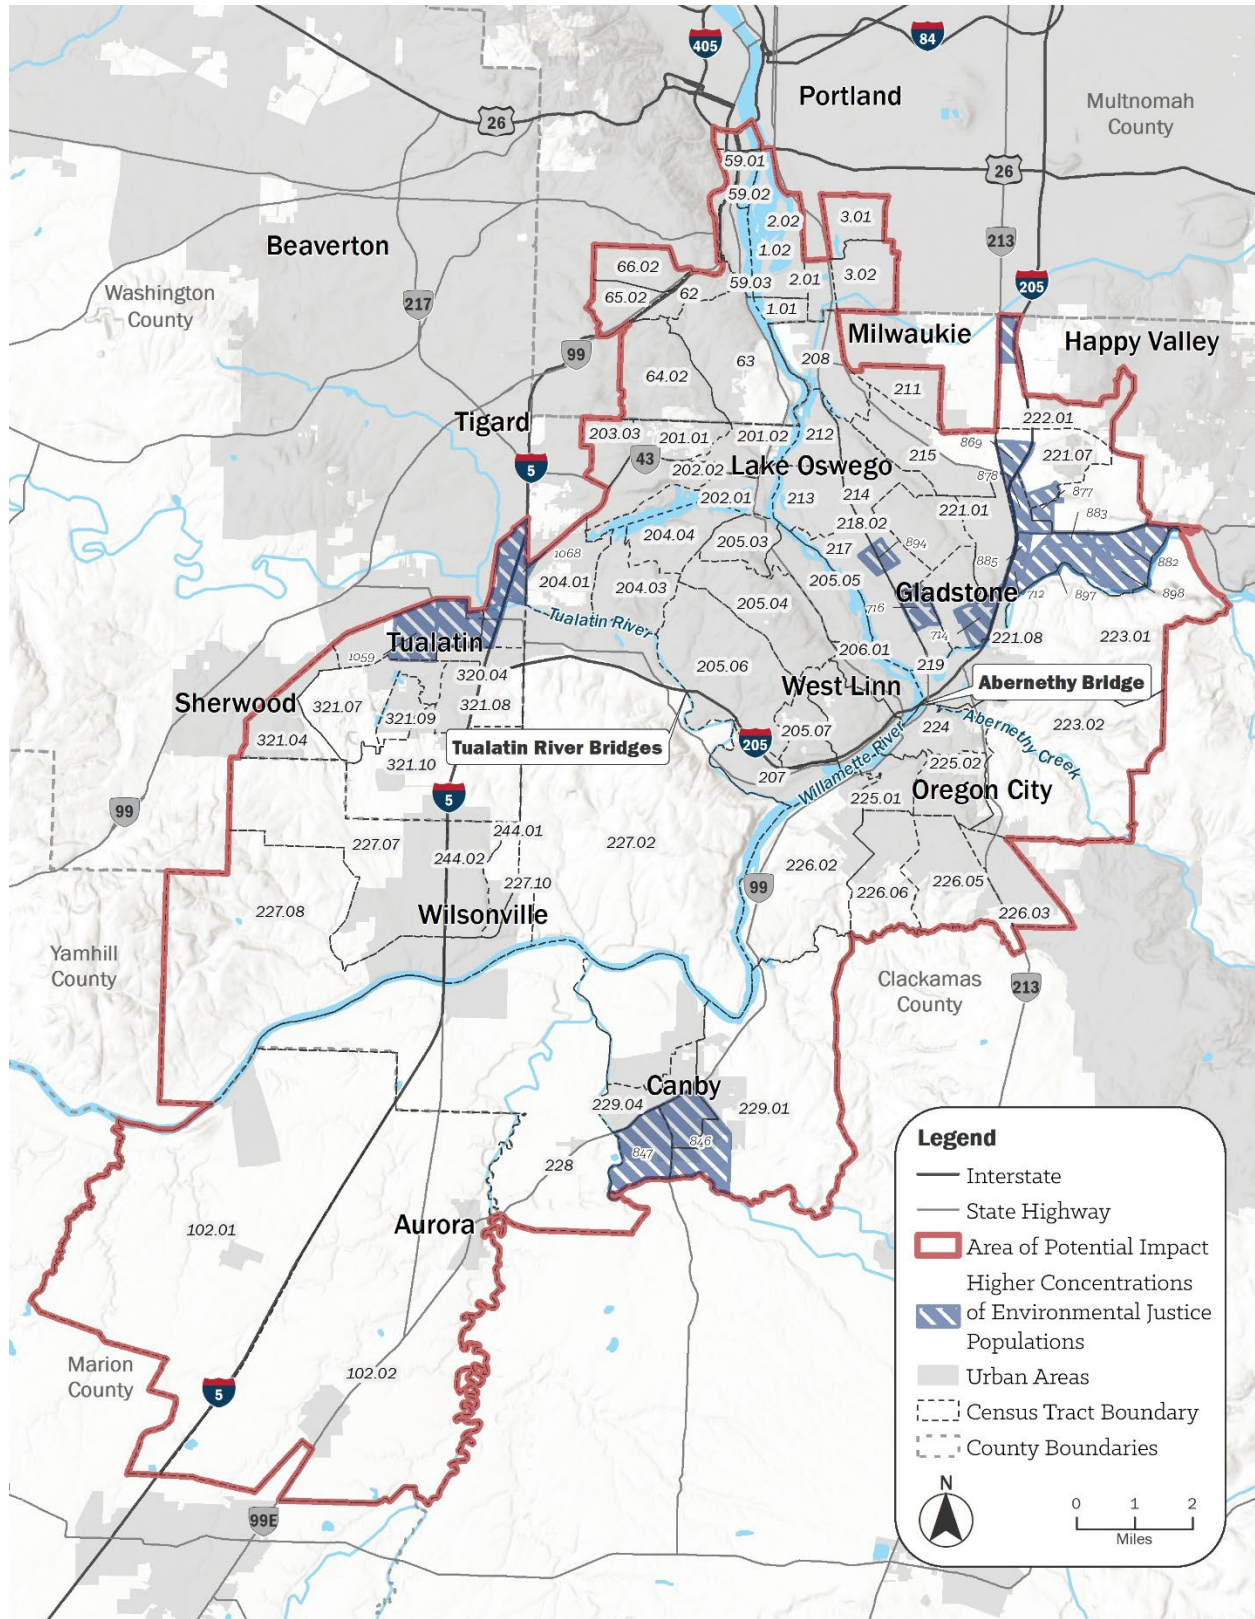 405
84
Portland
Multnomah
County
26
59.01
26
59.02
3.01
2.02
213
Beaverton
1.02
66.02
3.02
59.03
2.01
205
62
65.02
Washington
County
217
1.01
Milwaukie
Happy Valley
99
208
63
64.02
211
222.01
Tigard
203.03
201.01
201.02
212
869
221.07
43
215
5
202.02
Lake Oswego
878
877
202.01
213
214
221.01
883
218.02
204.04
205.03
217
894
1068
885
882
204.01
204.03
205.05
Gladstone
205.04
716
712
897
898
Tualatin River
714
221.08
223.01
Tualatin
206.01
1059
205.06
219
320.04
West Linn
Abernethy Bridge
Sherwood
321.07
321.08
321.09
224
223.02
321.04
Tualatin River Bridges
205
205.07
Abernethy Creek
321.10
225.02
207
Willamette River
Oregon City
5
225.01
99
244.01
227.07
227.02
244.02
226.02
227.10
99
226.05
226.06
227.08
Wilsonville
226.03
Yamhill
County
Clackamas
County
213
Canby
229.04
229.01
846
847
228
Aurora
102.01
Marion
County
102.02
5
99E
Legend
Interstate
State Highway
Area of Potential Impact
Higher Concentrations
of Environmental Justice
Populations
Urban Areas
Census Tract Boundary
County Boundaries
N
0 1 2
Miles